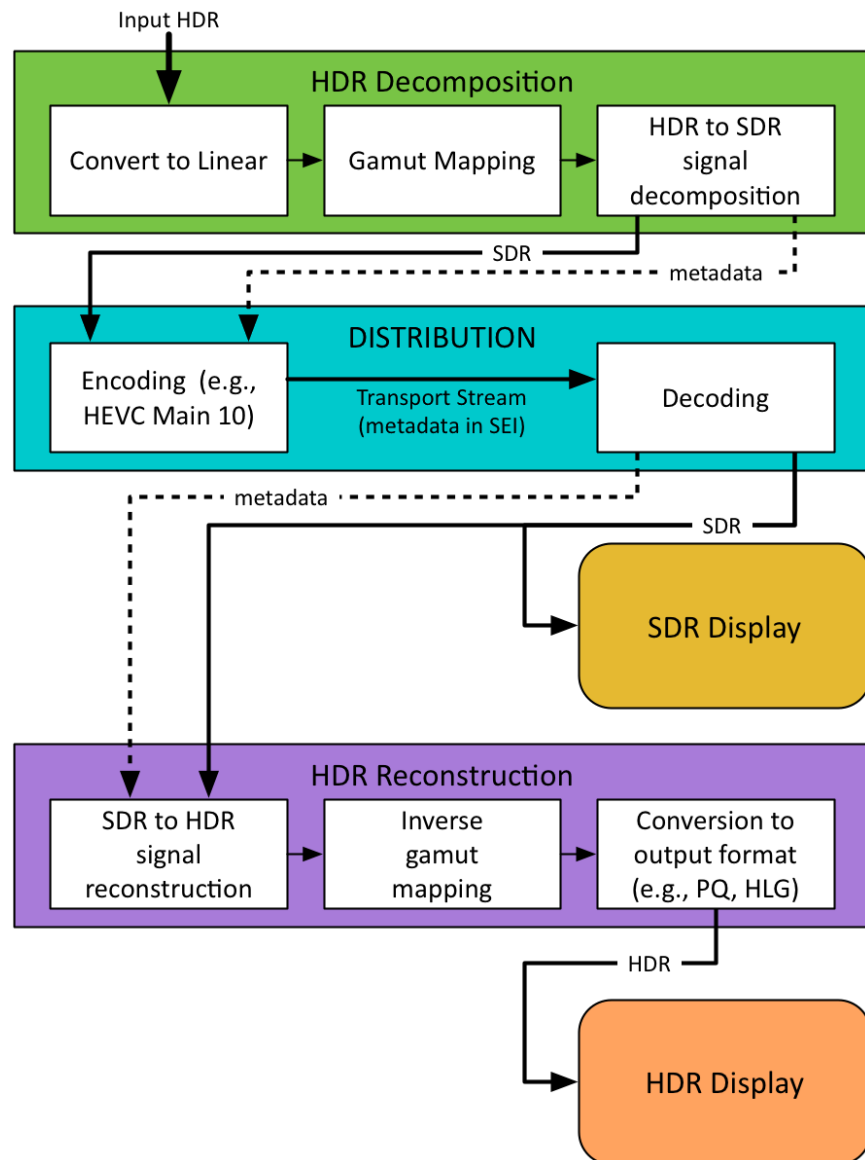 Input HDR
HDR Decomposition
Convert to Linear
Gamut Mapping
HDR to SDR
signal
decomposition
SDR
metadata
DISTRIBUTION
Encoding (e.g.,
HEVC Main 10)
Transport Stream
(metadata in SEI)
Decoding
metadata
SDR
SDR Display
HDR Reconstruction
SDR to HDR
signal
reconstruction
Inverse
gamut
mapping
Conversion to
output format
(e.g., PQ, HLG)
HDR
HDR Display